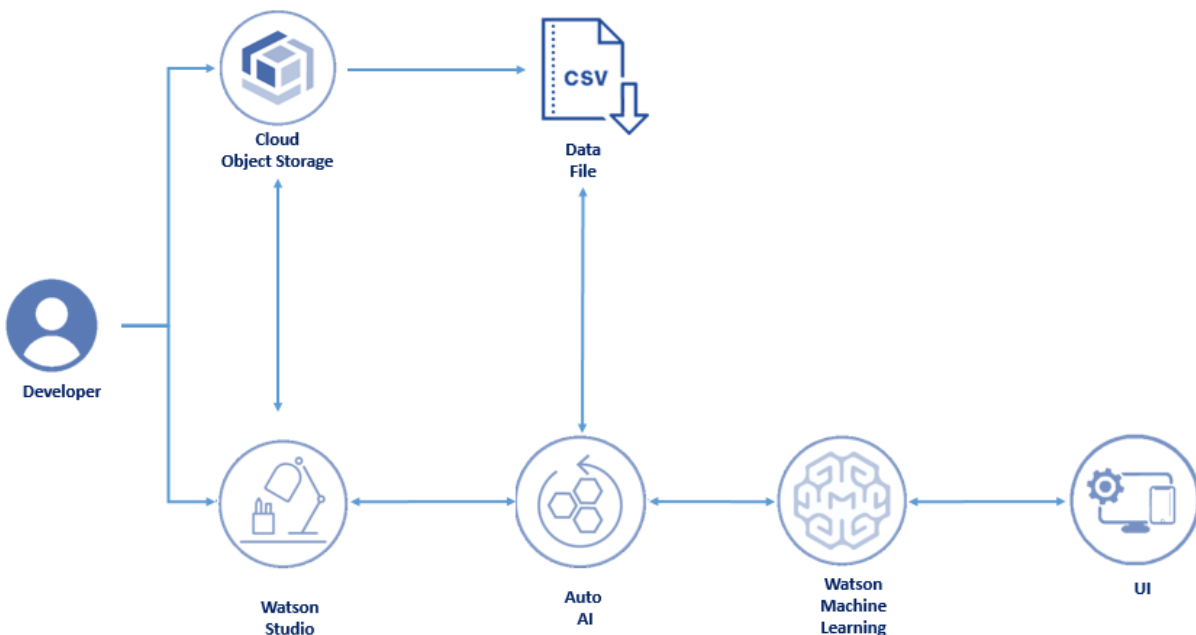 CSV
Cloud
Object Storage
Data
File
Developer
Watson
Studio
Auto
AI
Watson
Machine
Learning
UI